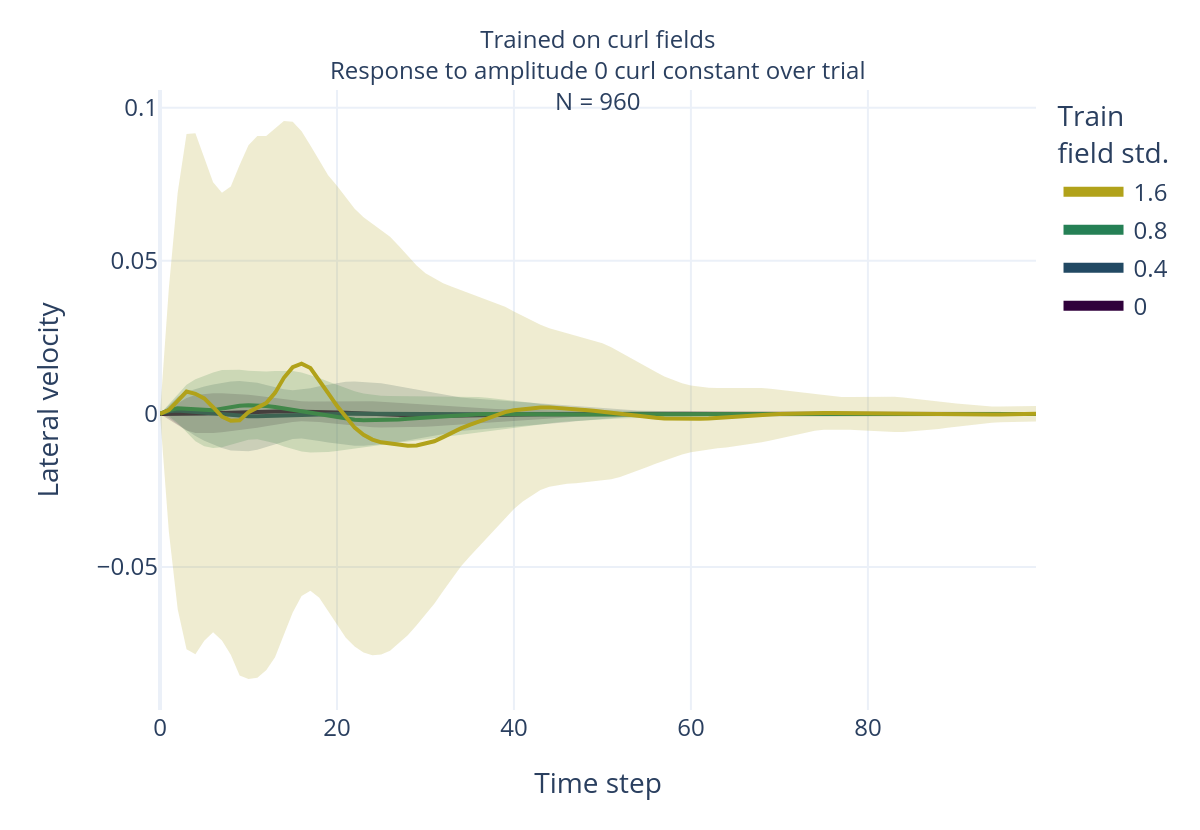 Trained on curl fields
Response to amplitude 0 curl constant over trial
N = 960
0.1
0.05
0
−0.05
Lateral velocity
0
20
40
60
80
Time step
Train
field std.
1.6
0.8
0.4
0